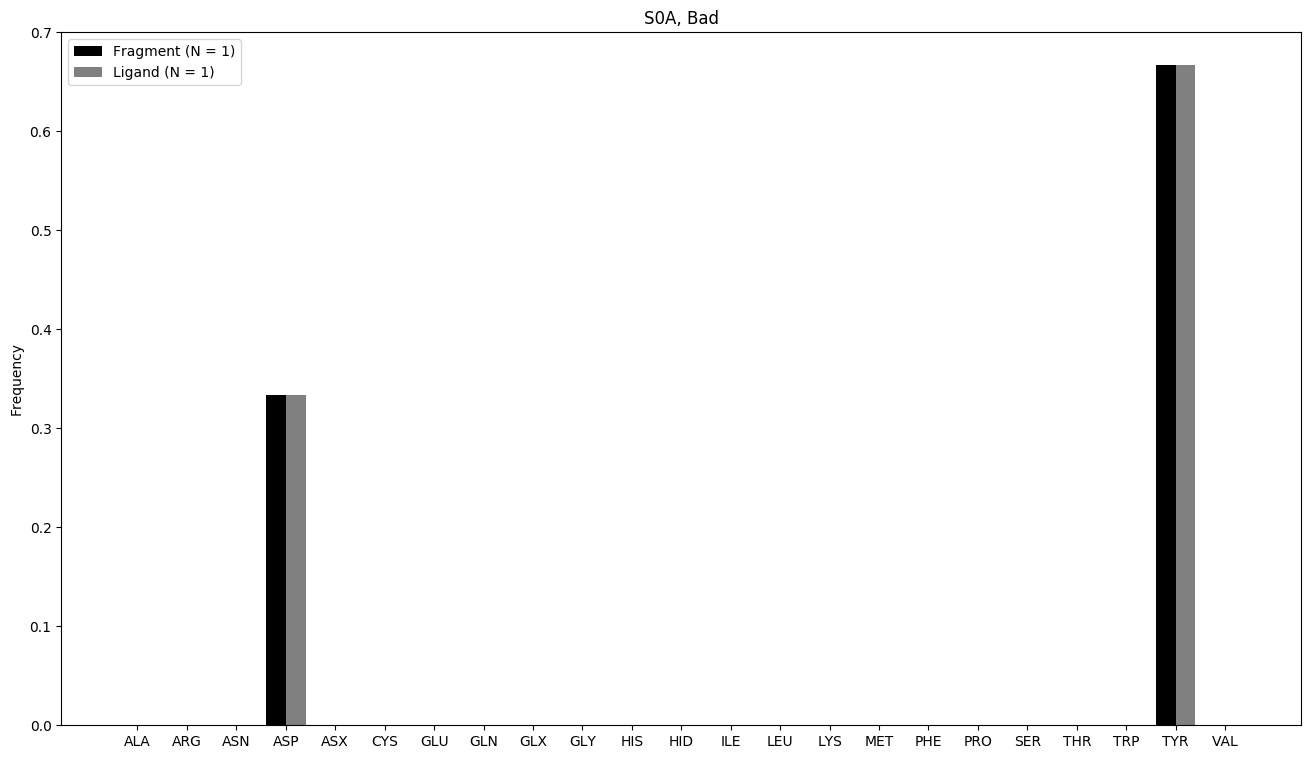 S0A, Bad
Fragment (N = 1)
Ligand (N = 1)
0.7
0.6
0.5
0.4
0.3
0.2
0.1
0.0
Frequency
ALA ARG ASN ASP ASX CYS GLU GLN GLX GLY HIS HID ILE LEU LYS MET PHE PRO SER THR TRP TYR VAL